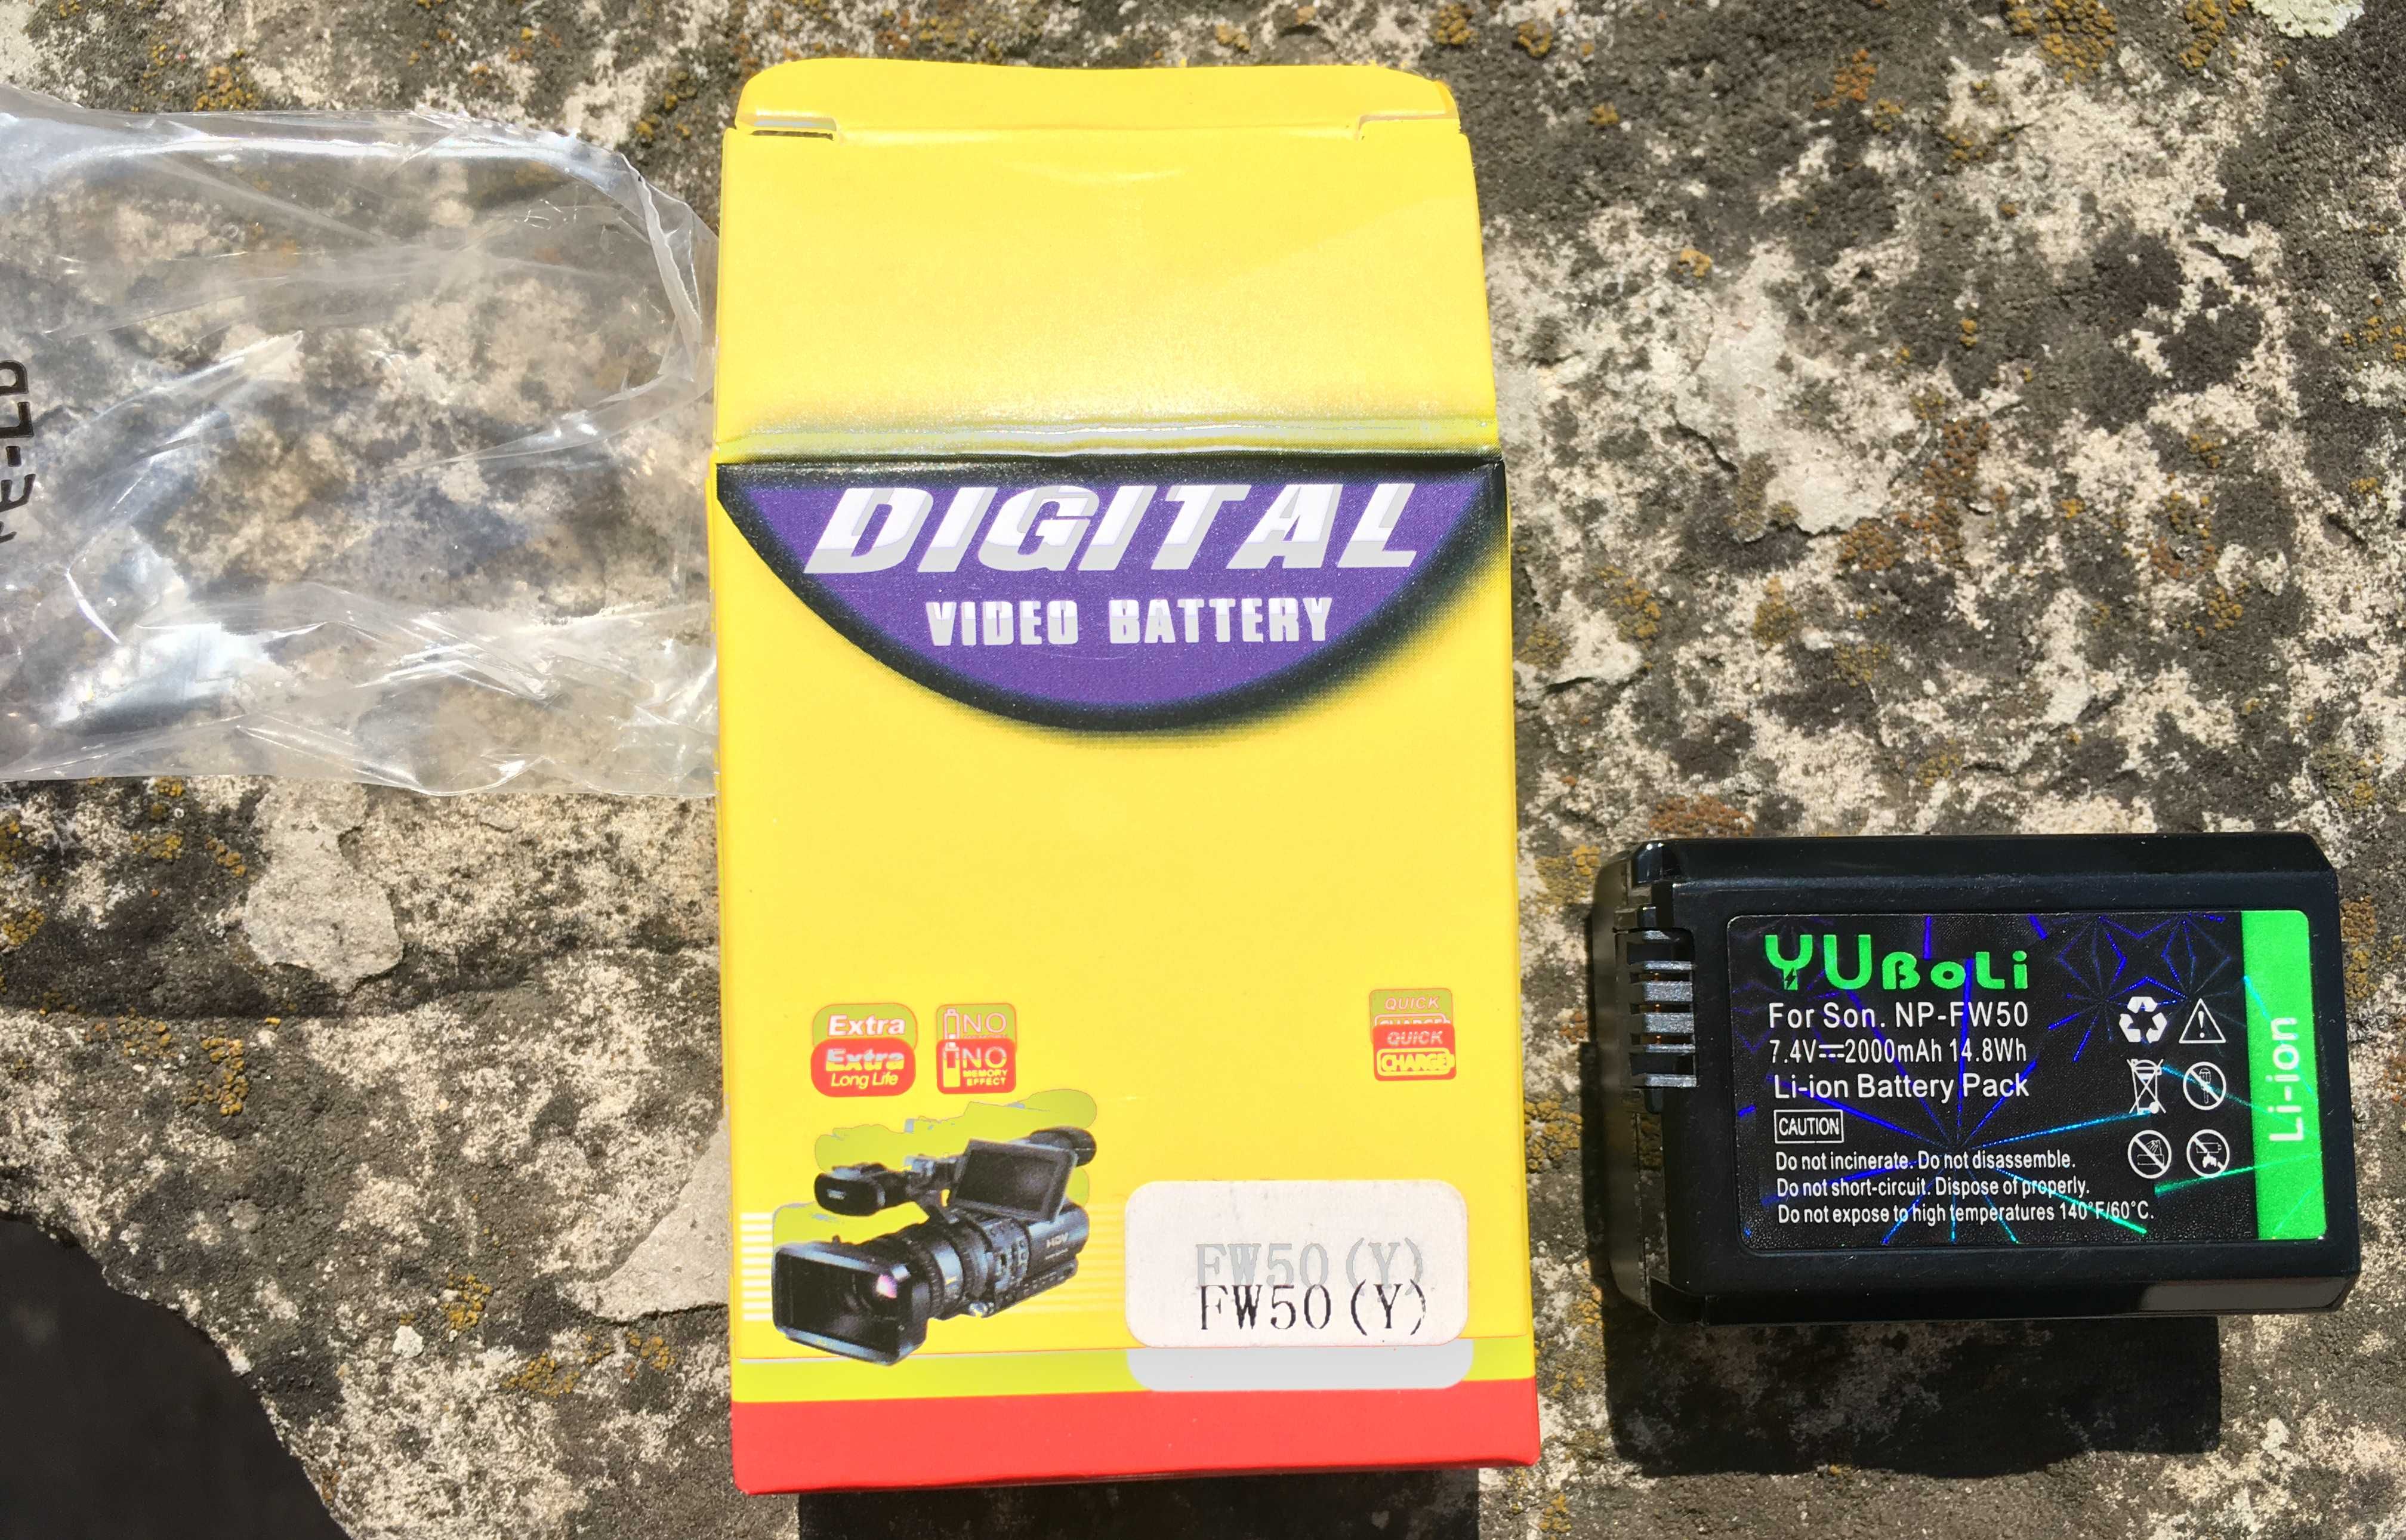 DIGITAL
VIDEO BATTERY
Extra
Extra
Long Life
NO
NO
MEMORY
EFFECT
QUICK
CHARGE
QUICK
CHARGE
HDV
FW50(Y)
FW50(Y)
YUBoLi
For Son. NP-FW50
7.4V⎓2000mAh 14.8Wh
Li-ion Battery Pack
CAUTION
Do not incinerate. Do not disassemble.
Do not short-circuit. Dispose of properly.
Do not expose to high temperatures 140°F/60°C.
Li-ion